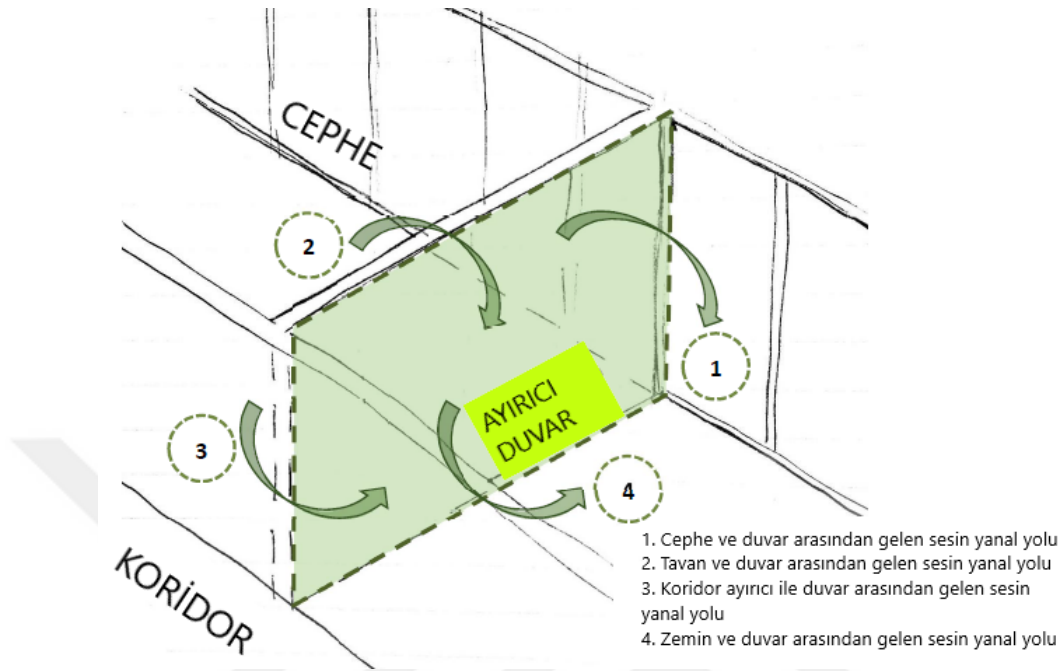 CEPHE
2
1
AYIRICI
DUVAR
3
4
KORİDOR
1. Cephe ve duvar arasından gelen sesin yanal yolu
2. Tavan ve duvar arasından gelen sesin yanal yolu
3. Koridor ayırıcı ile duvar arasından gelen sesin
yanal yolu
4. Zemin ve duvar arasından gelen sesin yanal yolu